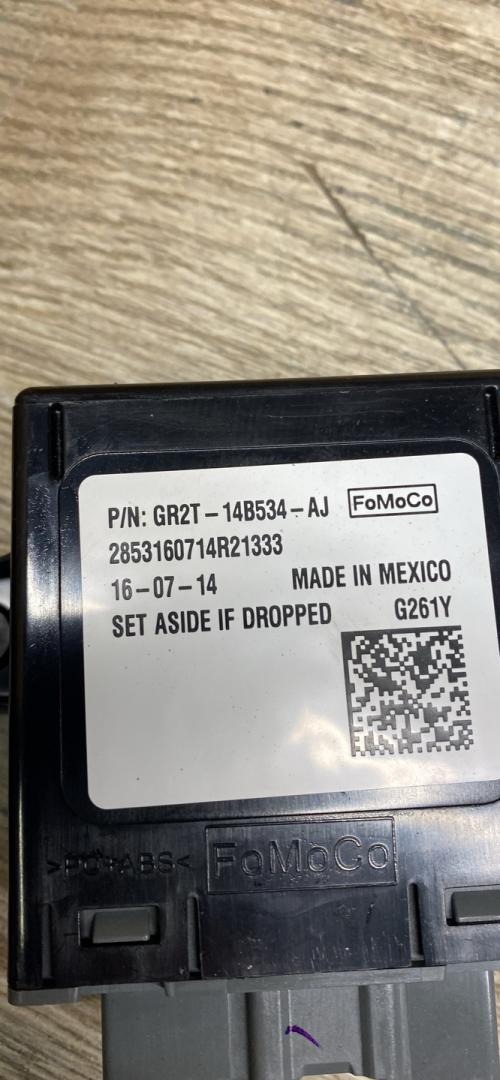 P/N: GR2T-14B534-AJ FoMoCo
2853160714R21333
16-07-14 MADE IN MEXICO
SET ASIDE IF DROPPED G261Y
>PC+ABS< FoMoCo